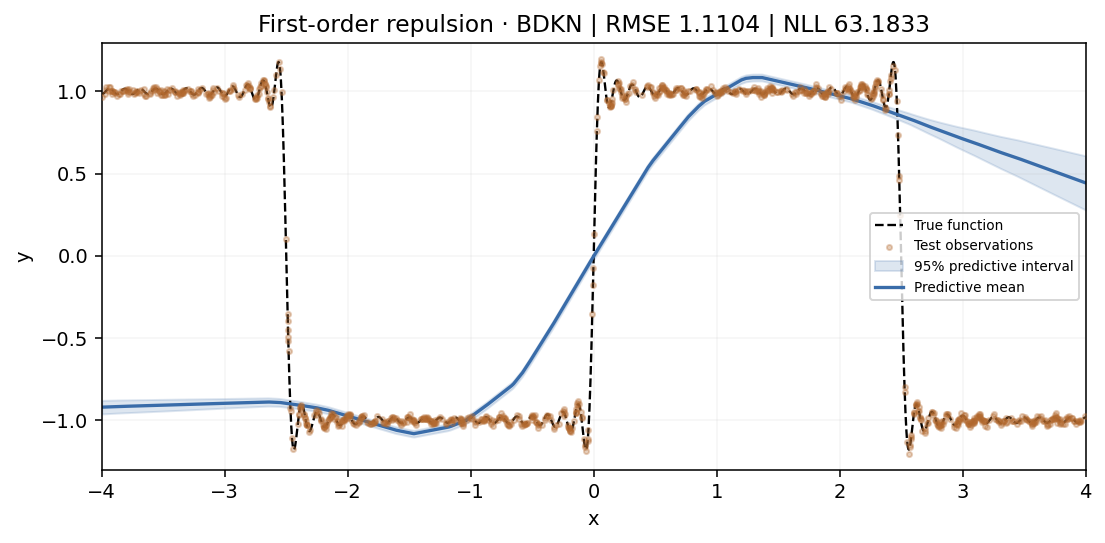 First-order repulsion · BDKN | RMSE 1.1104 | NLL 63.1833
y
1.0
0.5
0.0
−0.5
−1.0
True function
Test observations
95% predictive interval
Predictive mean
−4 −3 −2 −1 0 1 2 3 4
x